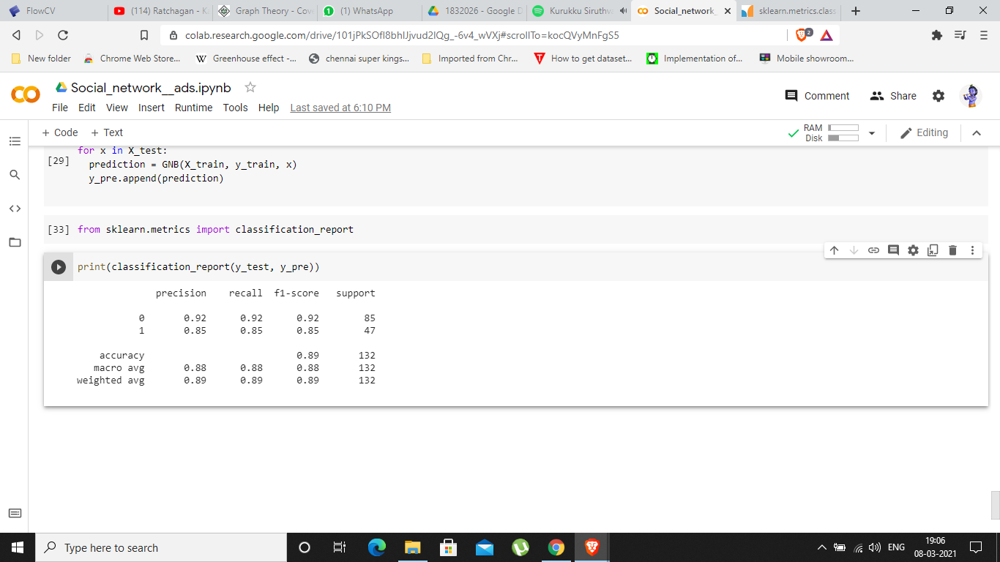 FlowCV
(114) Ratchagan - K
Graph Theory - Cow
(1) WhatsApp
1832026 - Google D
Kurukku Siruthv
Social_network_
sklearn.metrics.class
colab.research.google.com/drive/
New folder
Chrome Web Store...
Greenhouse effect -...
chennai super kings...
Imported from Chr...
How to get dataset...
Implementation of...
Mobile showroom...
Social_network__ads.ipynb
Comment
Share
File Edit View Insert Runtime Tools Help Last saved at 6:10 PM
+ Code + Text
RAM
Disk
Editing
for x in X_test:
[29] prediction = GNB(X_train, y_train, x)
y_pre.append(prediction)
[33] from sklearn.metrics import classification_report
print(classification_report(y_test, y_pre))
precision recall f1-score support
0 0.92 0.92 0.92 85
1 0.85 0.85 0.85 47
accuracy 0.89 132
macro avg 0.88 0.88 0.88 132
weighted avg 0.89 0.89 0.89 132
Type here to search
ENG
19:06
08-03-2021